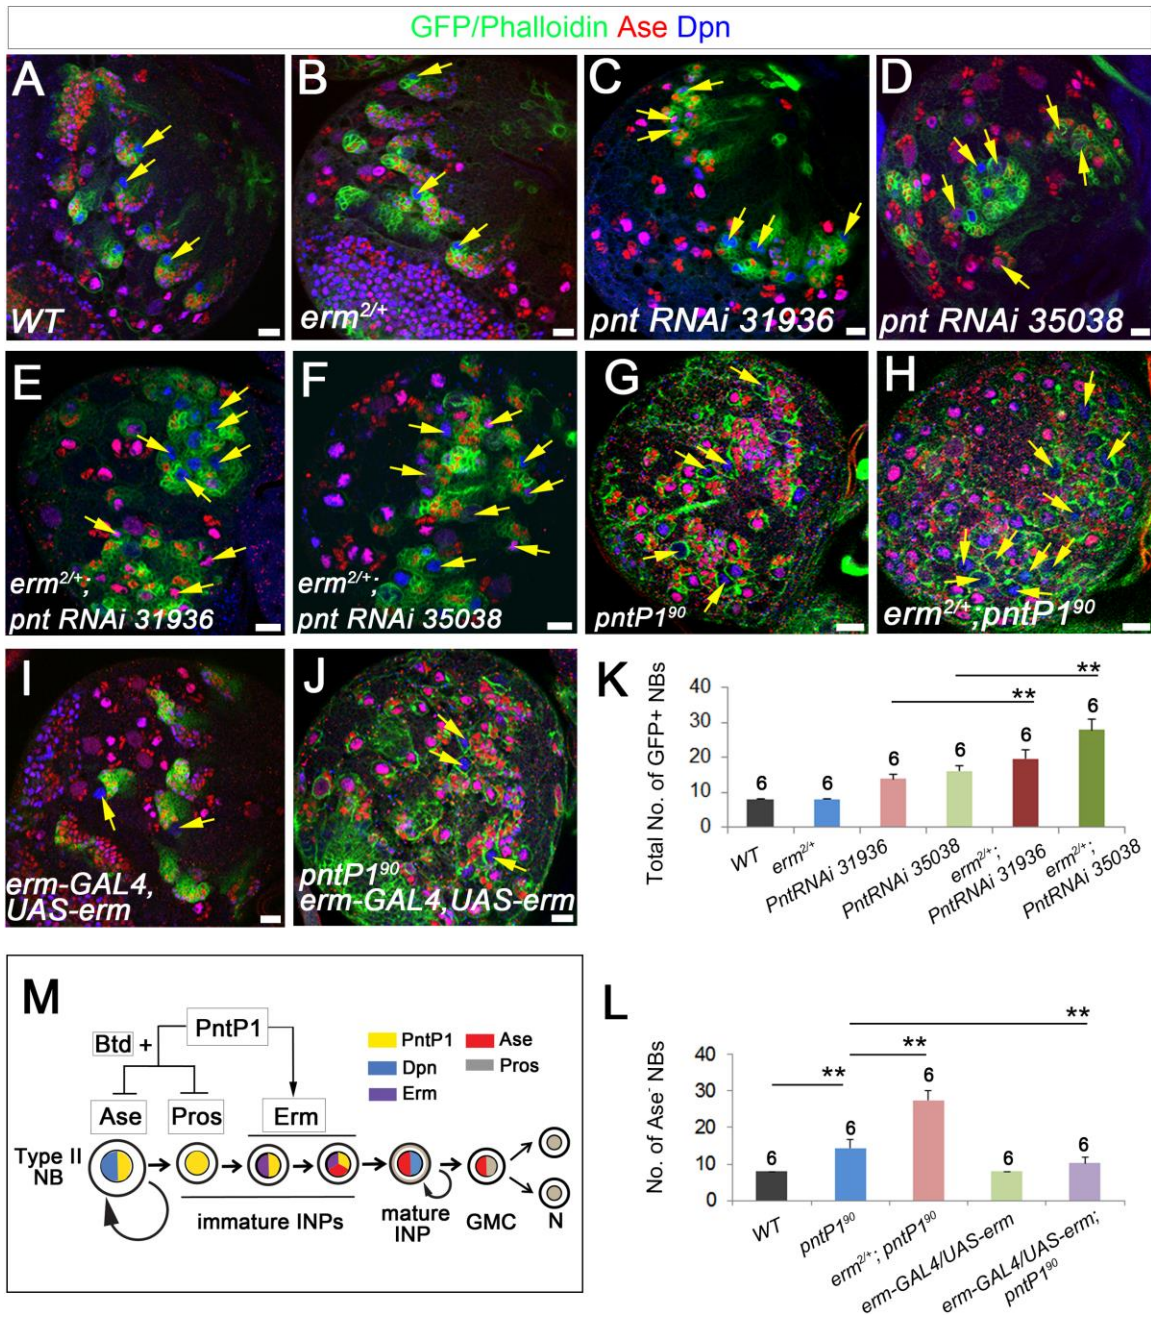 GFP/Phalloidin Ase Dpn
A
WT
B
erm2/+
C
pnt RNAi 31936
D
pnt RNAi 35038
E
erm2/+;
pnt RNAi 31936
F
erm2/+;
pnt RNAi 35038
G
pntP190
H
erm2/+;pntP190
I
erm-GAL4,
UAS-erm
J
pntP190
erm-GAL4,UAS-erm
K
Total No. of GFP+ NBs
40
30
20
10
0
6
6
6
6
6
6
**
**
WT
erm2/+
PntRNAi 31936
PntRNAi 35038
erm2/+;
PntRNAi 31936
erm2/+;
PntRNAi 35038
M
PntP1
Btd +
Ase
Pros
Erm
PntP1
Dpn
Erm
Ase
Pros
Type II
NB
immature INPs
mature
INP
GMC
N
L
No. of Ase- NBs
40
30
20
10
0
6
6
6
6
6
**
**
**
WT
pntP190
erm2/+; pntP190
erm-GAL4/UAS-erm
erm-GAL4/UAS-erm;
pntP190